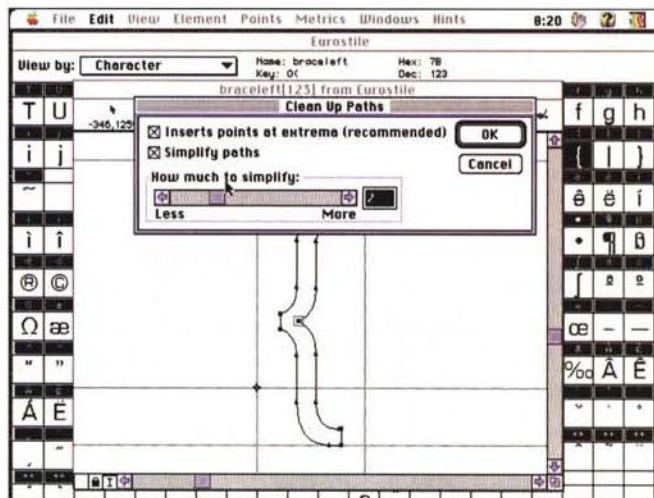 File Edit View Element Points Metrics Windows Hints 8:20
Eurostile
View by: Character Name: braceleft Hex: 7B
Key: O( Dec: 123
braceleft[123] from Eurostile
Clean Up Paths
T U
-346,125
Inserts points at extrema (recommended) OK
f g h
Simplify paths
i j
Cancel
{ | }
How much to simplify:
2
Less More
ê ë í
ì î
• ¶ ß
® ©
∫ ª º
Ω æ
œ – —
" "
‰ Â Ê
Á Ë